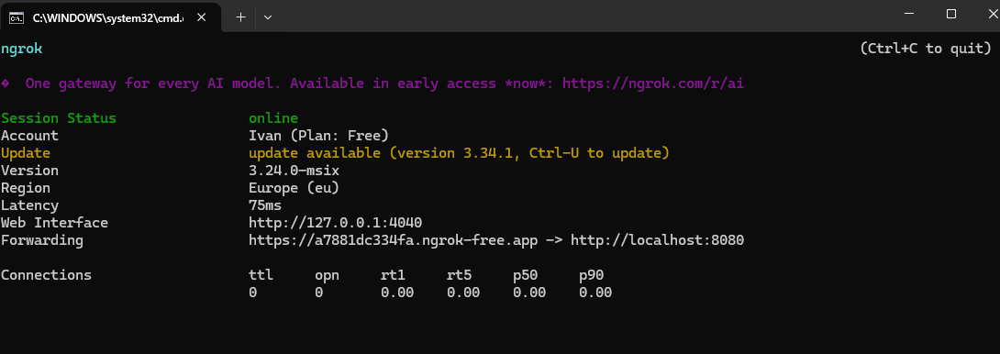 C:\WINDOWS\system32\cmd.
ngrok (Ctrl+C to quit)
� One gateway for every AI model. Available in early access *now*: https://ngrok.com/r/ai
Session Status online
Account Ivan (Plan: Free)
Update update available (version 3.34.1, Ctrl-U to update)
Version 3.24.0-msix
Region Europe (eu)
Latency 75ms
Web Interface http://127.0.0.1:4040
Forwarding https://a7881dc334fa.ngrok-free.app -> http://localhost:8080
Connections ttl opn rt1 rt5 p50 p90
0 0 0.00 0.00 0.00 0.00